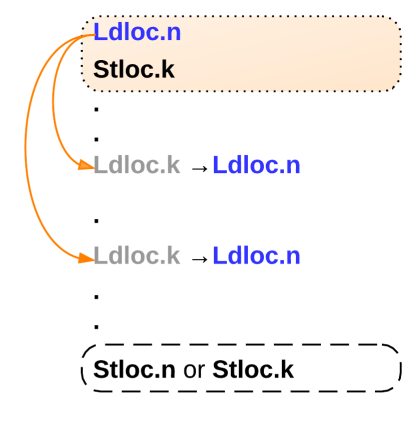 Ldloc.n
Stloc.k
.
.
Ldloc.k →Ldloc.n
.
Ldloc.k →Ldloc.n
.
.
Stloc.n or Stloc.k